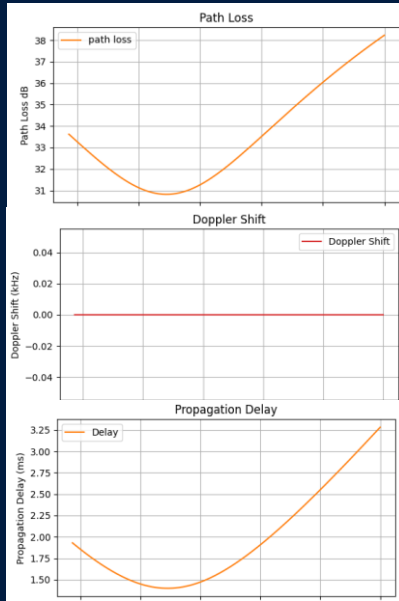 Path Loss
path loss
Path Loss dB
38
37
36
35
34
33
32
31
Doppler Shift
Doppler Shift
Doppler Shift (kHz)
0.04
0.02
0.00
−0.02
−0.04
Propagation Delay
Delay
Propagation Delay (ms)
3.25
3.00
2.75
2.50
2.25
2.00
1.75
1.50